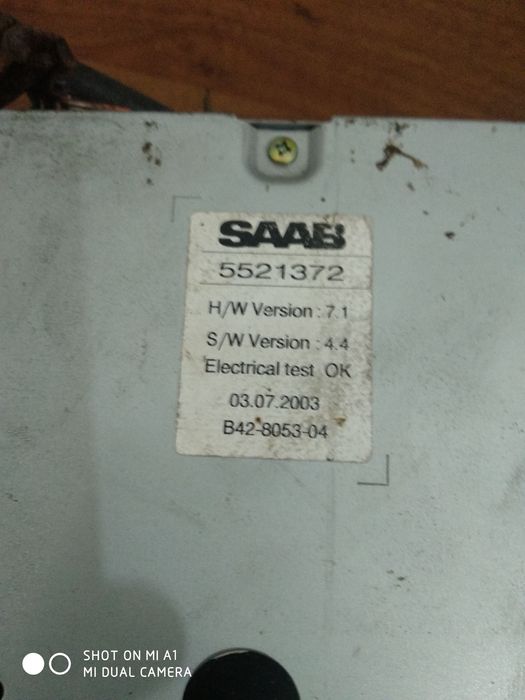 SAAB
5521372
H/W Version : 7.1
S/W Version : 4.4
Electrical test OK
03.07.2003
B42-8053-04
SHOT ON MI A1
MI DUAL CAMERA